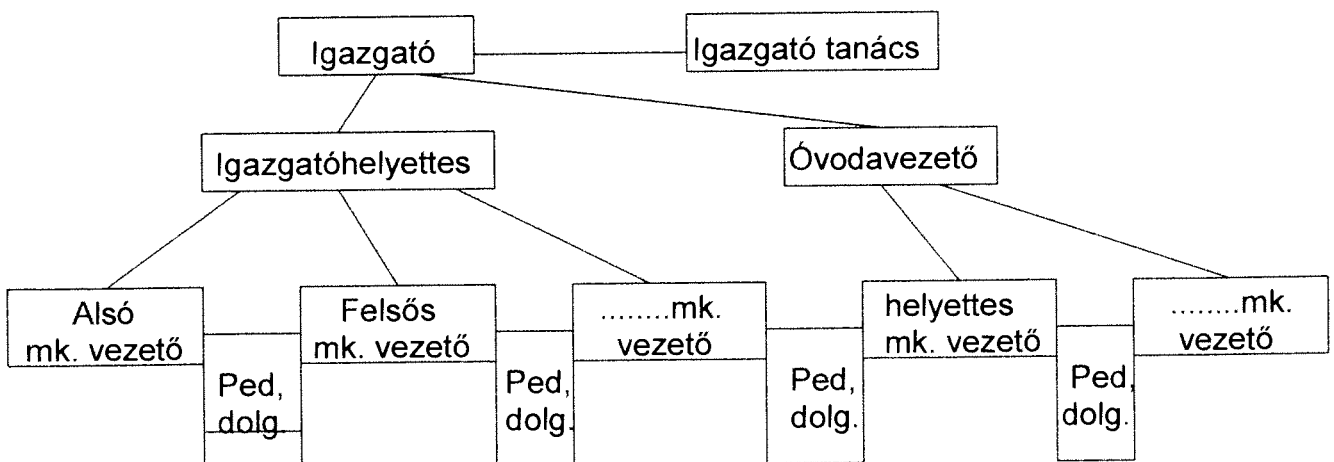 Igazgató
Igazgató tanács
Igazgatóhelyettes
Óvodavezető
Alsó
mk. vezető
Felsős
mk. vezető
........mk.
vezető
helyettes
mk. vezető
........mk.
vezető
Ped,
dolg.
Ped,
dolg.
Ped,
dolg.
Ped,
dolg.